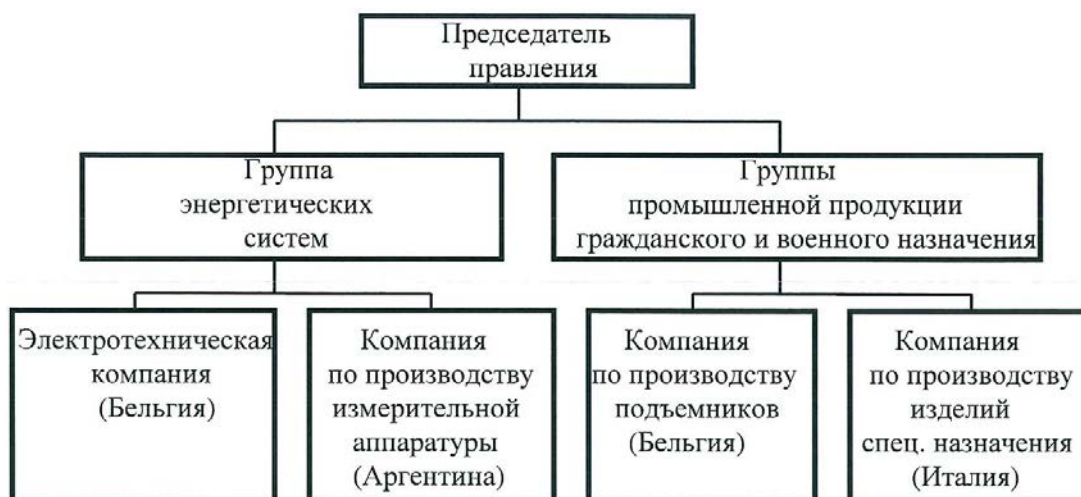 Председатель
правления
Группа
энергетических
систем
Группы
промышленной продукции
гражданского и военного назначения
Электротехническая
компания
(Бельгия)
Компания
по производству
измерительной
аппаратуры
(Аргентина)
Компания
по производству
подъемников
(Бельгия)
Компания
по производству
изделий
спец. назначения
(Италия)